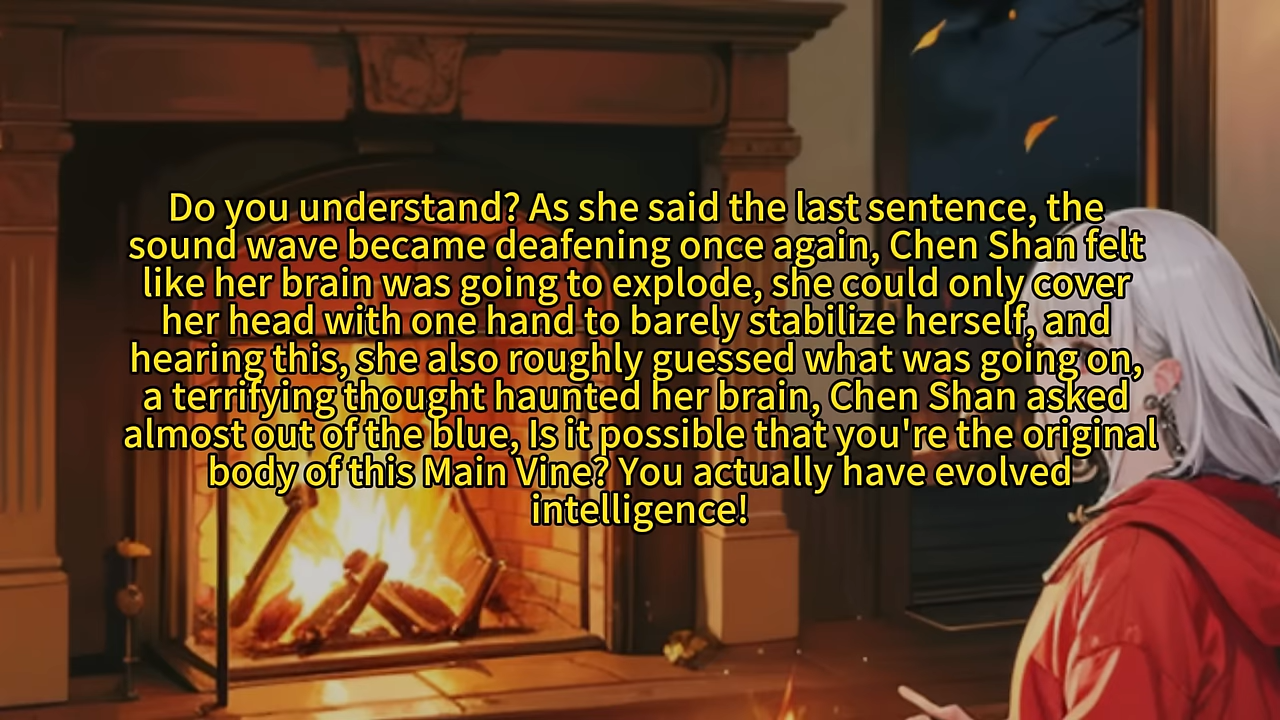 Do you understand? As she said the last sentence, the
sound wave became deafening once again, Chen Shan felt
like her brain was going to explode, she could only cover
her head with one hand to barely stabilize herself, and
hearing this, she also roughly guessed what was going on,
a terrifying thought haunted her brain, Chen Shan asked
almost out of the blue, Is it possible that you're the original
body of this Main Vine? You actually have evolved
intelligence!